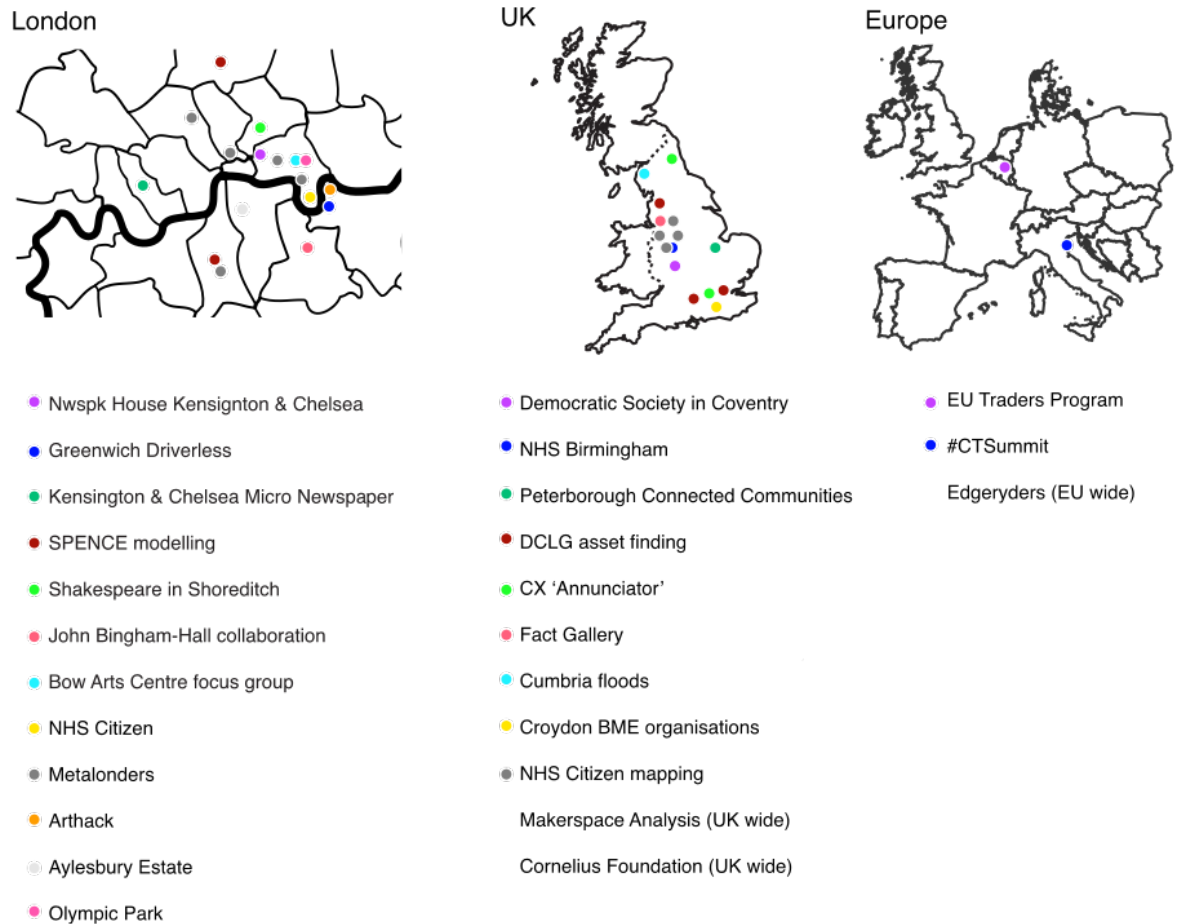 London
UK
Europe
Nwspk House Kensignton & Chelsea
Greenwich Driverless
Kensington & Chelsea Micro Newspaper
SPENCE modelling
Shakespeare in Shoreditch
John Bingham-Hall collaboration
Bow Arts Centre focus group
NHS Citizen
Metalonders
Arthack
Aylesbury Estate
Olympic Park
Democratic Society in Coventry
NHS Birmingham
Peterborough Connected Communities
DCLG asset finding
CX ‘Annunciator’
Fact Gallery
Cumbria floods
Croydon BME organisations
NHS Citizen mapping
Makerspace Analysis (UK wide)
Cornelius Foundation (UK wide)
EU Traders Program
#CTSummit
Edgeryders (EU wide)